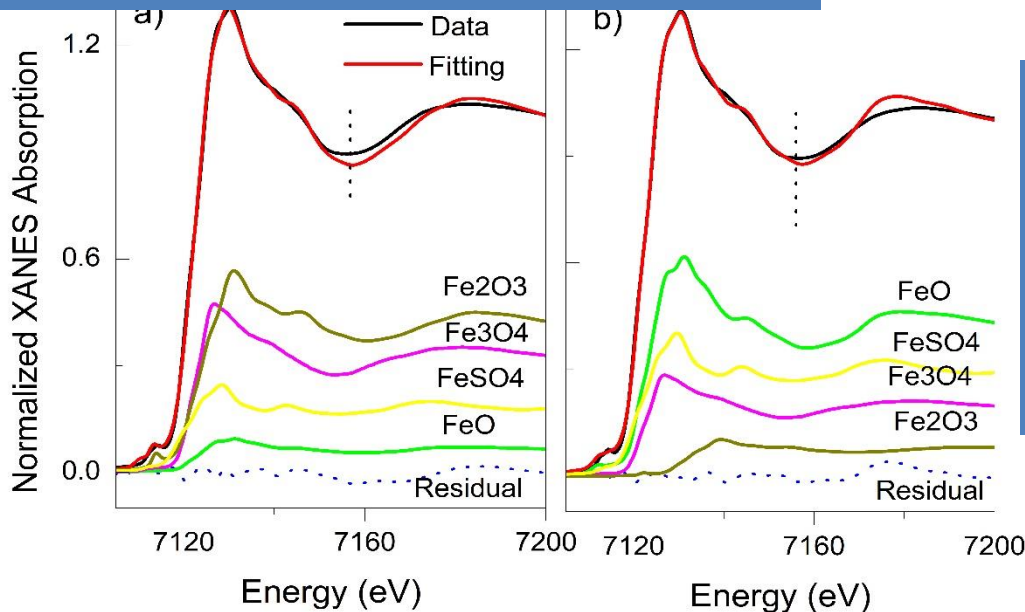 a)
Data
Fitting
1.2
0.6
0.0
Normalized XANES Absorption
Fe2O3
Fe3O4
FeSO4
FeO
Residual
7120
7160
7200
Energy (eV)
b)
FeO
FeSO4
Fe3O4
Fe2O3
Residual
7120
7160
7200
Energy (eV)